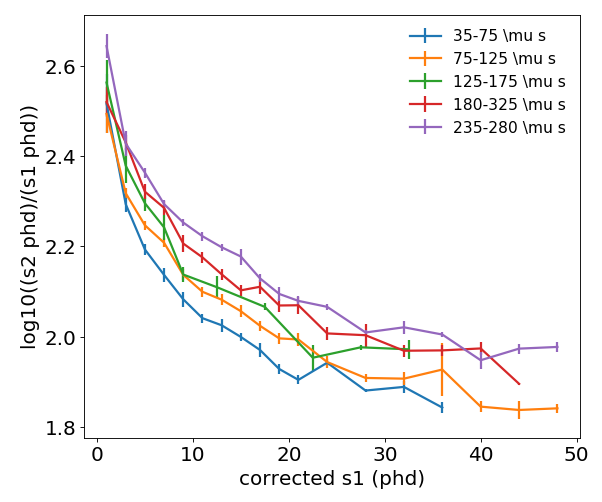 35-75 \mu s
75-125 \mu s
125-175 \mu s
180-325 \mu s
235-280 \mu s
2.6
2.4
2.2
2.0
1.8
log10((s2 phd)/(s1 phd))
0 10 20 30 40 50
corrected s1 (phd)